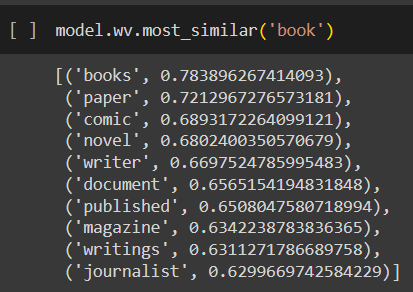 [ ] model.wv.most_similar('book')
[('books', 0.783896267414093),
('paper', 0.7212967276573181),
('comic', 0.6893172264099121),
('novel', 0.6802400350570679),
('writer', 0.6697524785995483),
('document', 0.6565154194831848),
('published', 0.6508047580718994),
('magazine', 0.6342238783836365),
('writings', 0.6311271786689758),
('journalist', 0.6299669742584229)]